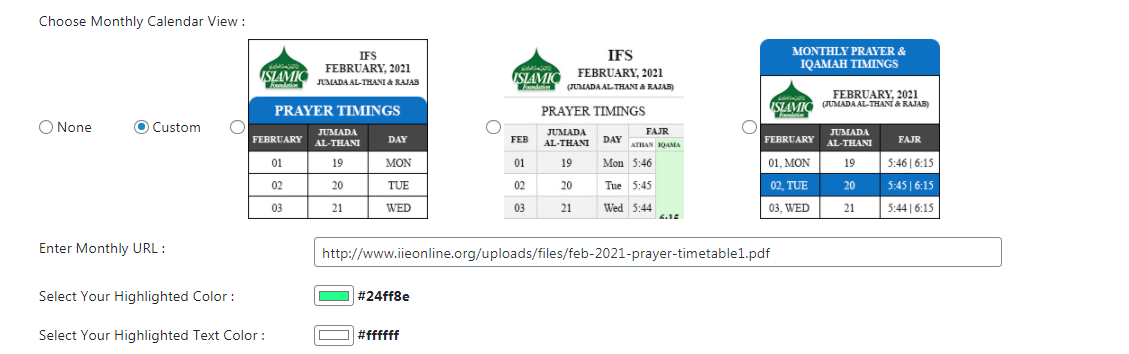 Choose Monthly Calendar View :
None
Custom
ISLAMIC
Foundation
IFS
FEBRUARY, 2021
JUMADA AL-THANI & RAJAB
PRAYER TIMINGS
FEBRUARY JUMADA AL-THANI DAY
01 19 MON
02 20 TUE
03 21 WED
ISLAMIC
Foundation
IFS
FEBRUARY, 2021
(JUMADA AL-THANI & RAJAB)
PRAYER TIMINGS
FEB JUMADA AL-THANI DAY FAJR
ATHAN IQAMA
01 19 Mon 5:46
02 20 Tue 5:45
03 21 Wed 5:44 6:15
MONTHLY PRAYER &
IQAMAH TIMINGS
ISLAMIC
Foundation
FEBRUARY, 2021
(JUMADA AL-THANI & RAJAB)
FEBRUARY JUMADA AL-THANI FAJR
01, MON 19 5:46 | 6:15
02, TUE 20 5:45 | 6:15
03, WED 21 5:44 | 6:15
Enter Monthly URL :
http://www.iieonline.org/uploads/files/feb-2021-prayer-timetable1.pdf
Select Your Highlighted Color :
#24ff8e
Select Your Highlighted Text Color :
#ffffff